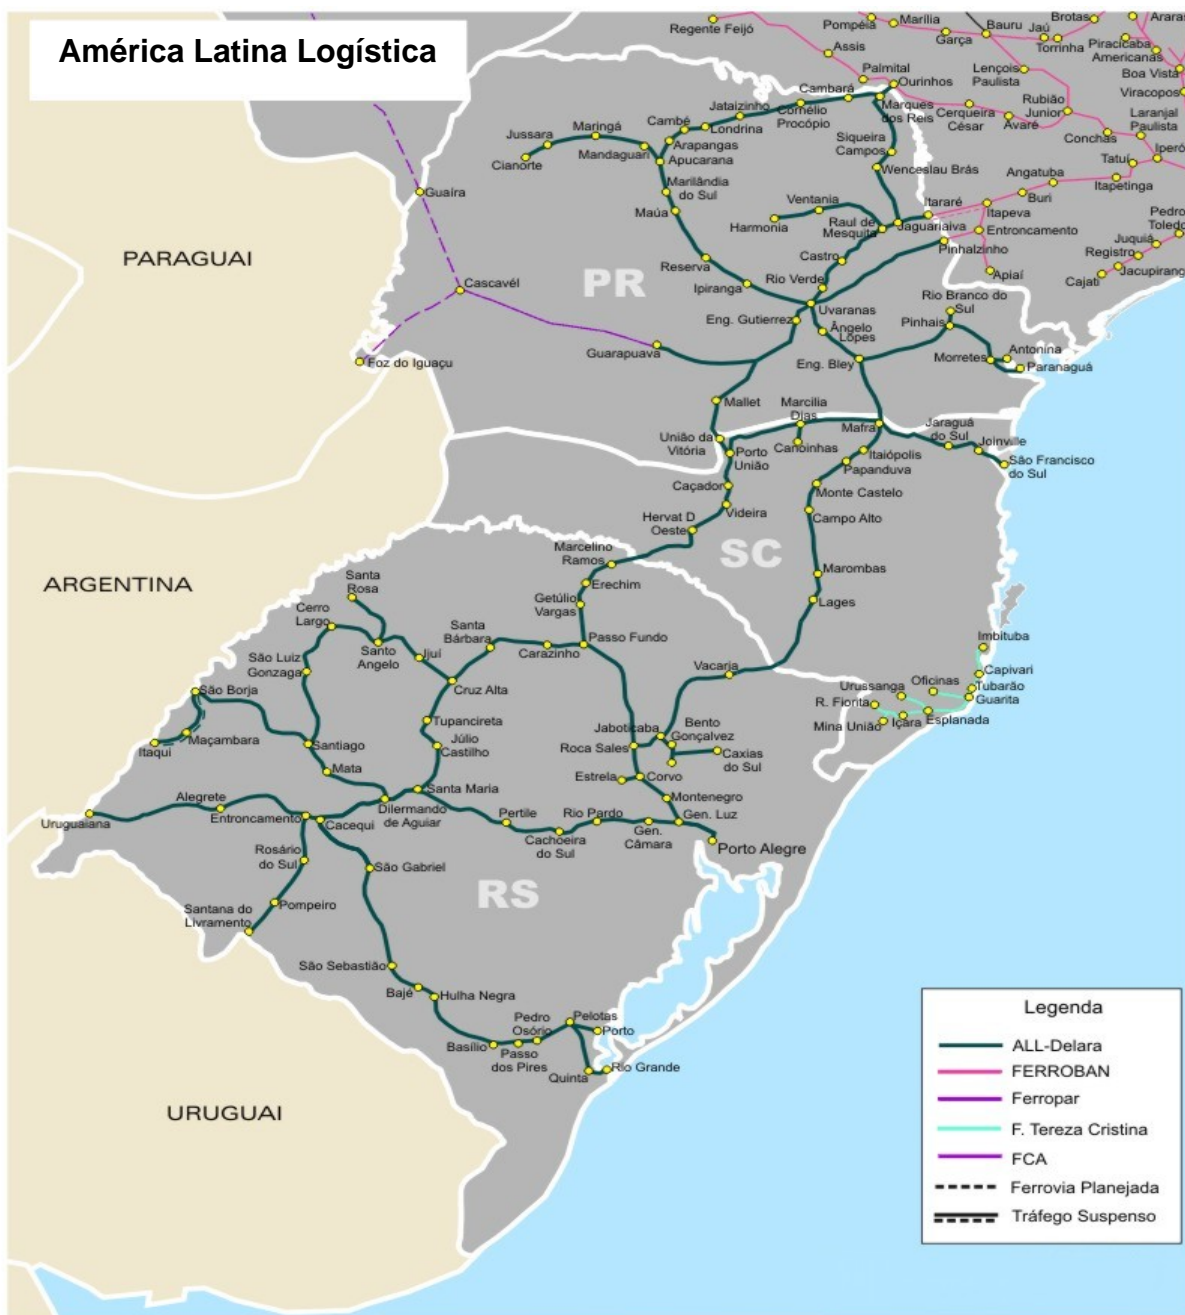 América Latina Logística
Regente Feijó
Pompéia
Marília
Garça
Bauru
Jaú
Torrinha
Brotas
Araras
Piracicaba
Americanas
Boa Vista
Viracopos
Assis
Palmital
Ourinhos
Lençois
Paulista
Rubião
Junior
Laranjal
Paulista
Cambará
Marques
dos Reis
Cerqueira
César
Avaré
Conchas
Iperó
Tatuí
Jataizinho
Cornélio
Procópio
Cambé
Londrina
Jussara
Maringá
Arapangas
Mandaguari
Apucarana
Cianorte
Siqueira
Campos
Wenceslau Brás
Angatuba
Itapetinga
Buri
Guaíra
Marilândia
do Sul
Ventania
Itararé
Itapeva
Pedro
Toledo
Maúa
Harmonia
Raul de
Mesquita
Jaguariaiva
Entroncamento
Juquiá
Registro
PARAGUAI
Pinhalzinho
Castro
Reserva
Apiaí
Jacupirang
Cajati
PR
Rio Verde
Cascavél
Ipiranga
Rio Branco do
Sul
Uvaranas
Eng. Gutierrez
Pinhais
Ângelo
Lopes
Guarapuava
Antonina
Foz do Iguaçu
Eng. Bley
Morretes
Paranaguá
Mallet
Marcilia
Dias
Mafra
Jaraguá
do Sul
União da
Vitória
Porto
União
Canoinhas
Itaiópolis
Joinville
Papanduva
São Francisco
do Sul
Caçador
Monte Castelo
Videira
Campo Alto
Hervat D
Oeste
SC
Marcelino
Ramos
ARGENTINA
Santa
Rosa
Erechim
Marombas
Getúlio
Vargas
Lages
Cerro
Largo
Santa
Bárbara
Passo Fundo
Imbituba
Santo
Angelo
Ijuí
Carazinho
São Luiz
Gonzaga
Vacaria
Capivari
Cruz Alta
Urussanga
Oficinas
Tubarão
São Borja
R. Fiorita
Guarita
Tupancireta
Mina União
Içara
Esplanada
Jaboticaba
Bento
Gonçalvez
Maçambara
Itaqui
Santiago
Júlio
Castilho
Roca Sales
Caxias
do Sul
Mata
Estrela
Corvo
Santa Maria
Alegrete
Montenegro
Uruguaiana
Entroncamento
Dilermando
de Aguiar
Pertile
Rio Pardo
Gen. Luz
Cacequi
Cachoeira
do Sul
Gen.
Câmara
Porto Alegre
Rosário
do Sul
São Gabriel
RS
Santana do
Livramento
Pompeiro
São Sebastião
Bajé
Hulha Negra
Pedro
Osório
Pelotas
Porto
Basílio
Passo
dos Pires
Quinta
Rio Grande
URUGUAI
Legenda
ALL-Delara
FERROBAN
Ferropar
F. Tereza Cristina
FCA
Ferrovia Planejada
Tráfego Suspenso